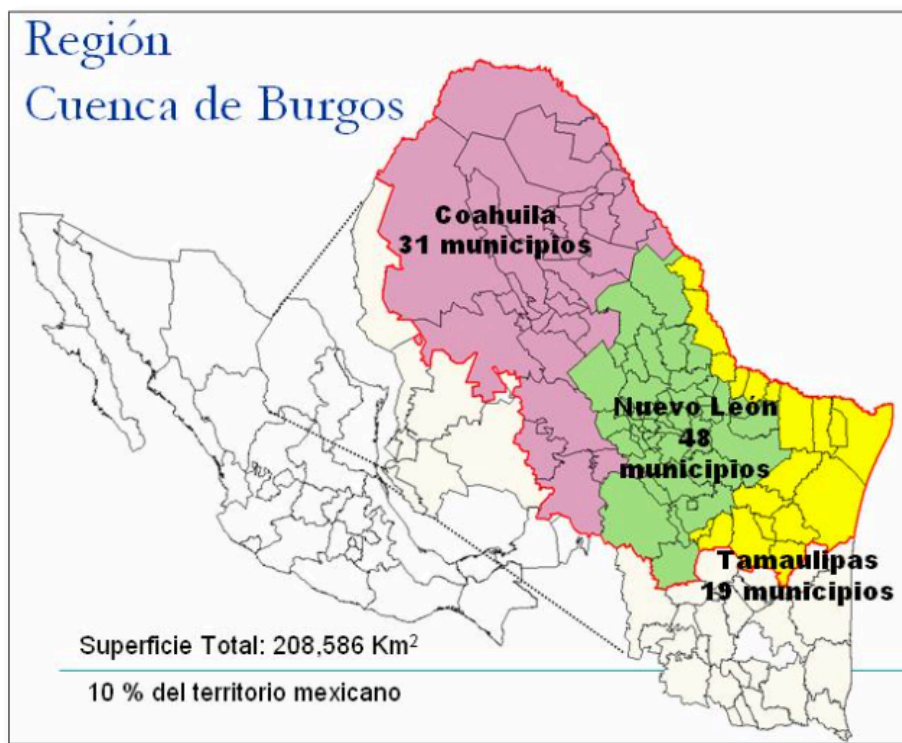 Región
Cuenca de Burgos
Coahuila
31 municipios
Nuevo León
48
municipios
Tamaulipas
19 municipios
Superficie Total: 208,586 Km²
10 % del territorio mexicano